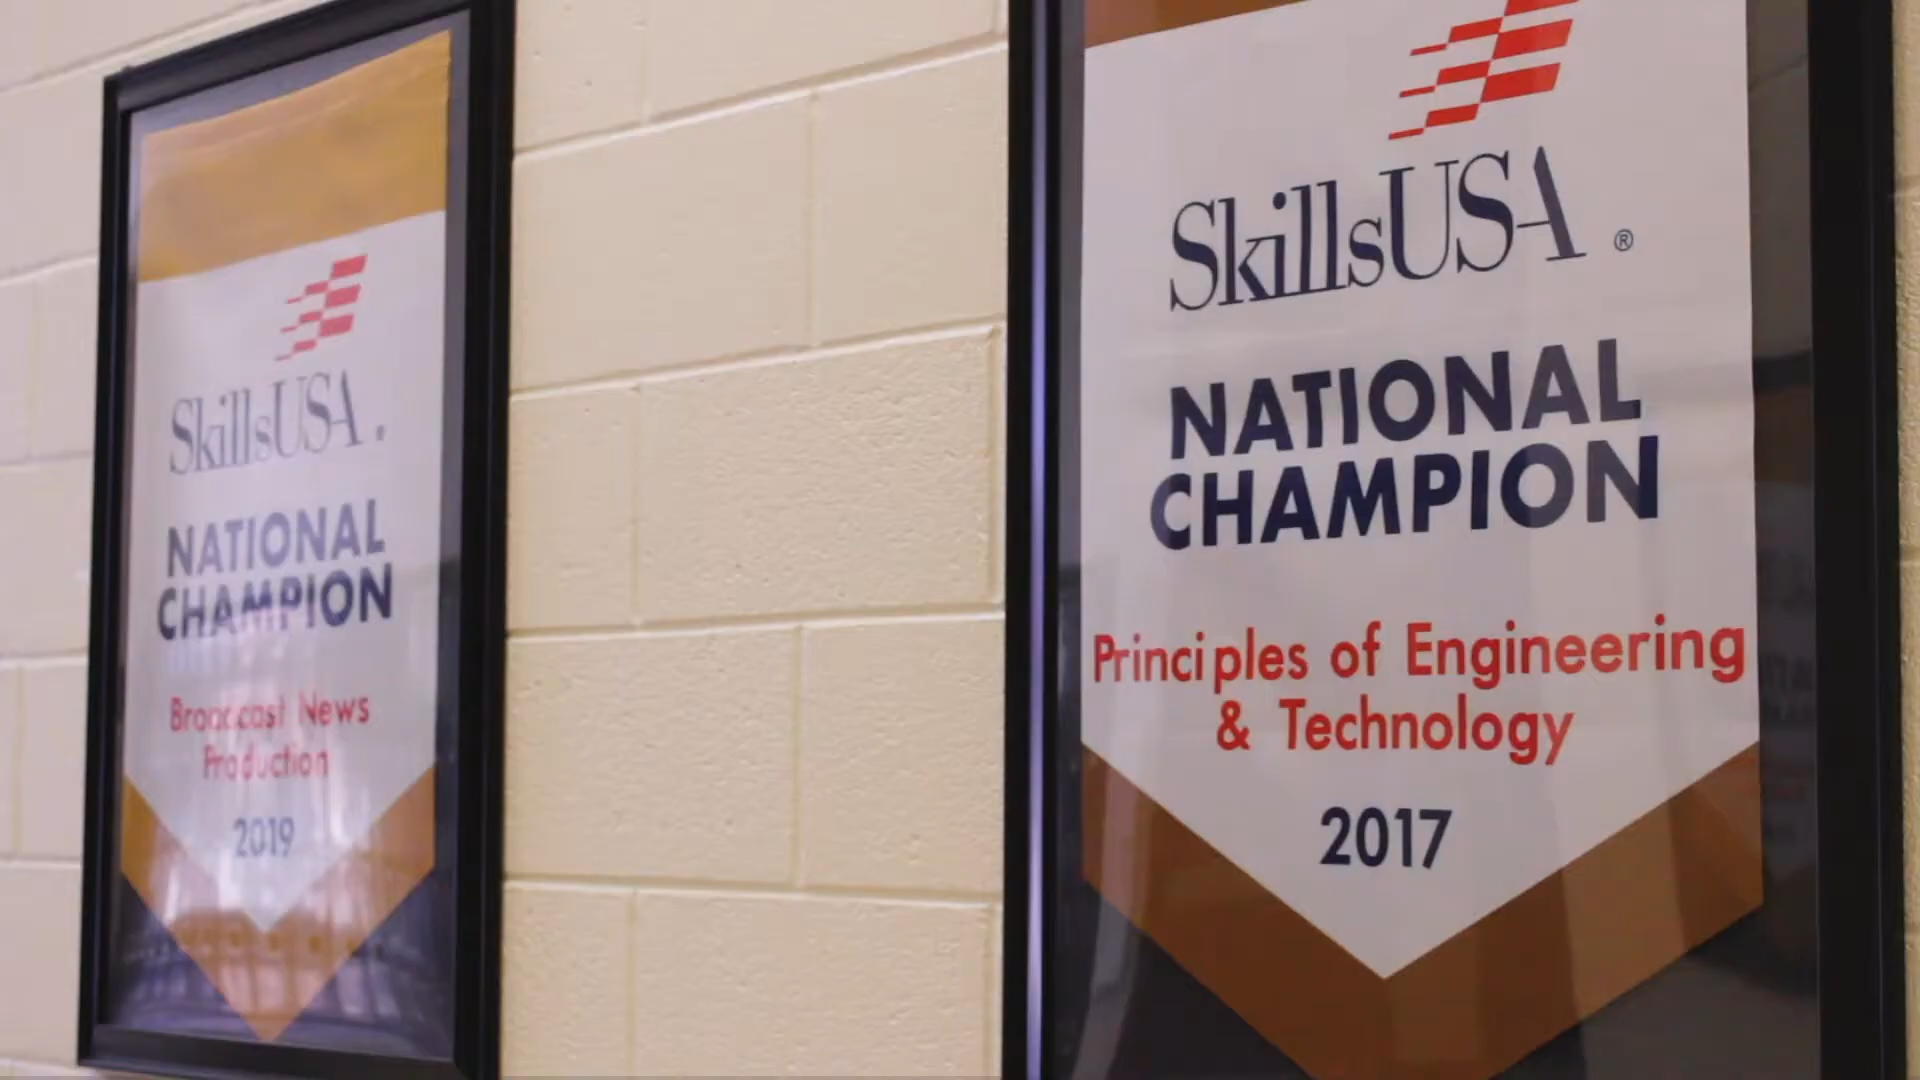 SkillsUSA
NATIONAL
CHAMPION
Broadcast News
Production
2019
SkillsUSA®
NATIONAL
CHAMPION
Principles of Engineering
& Technology
2017